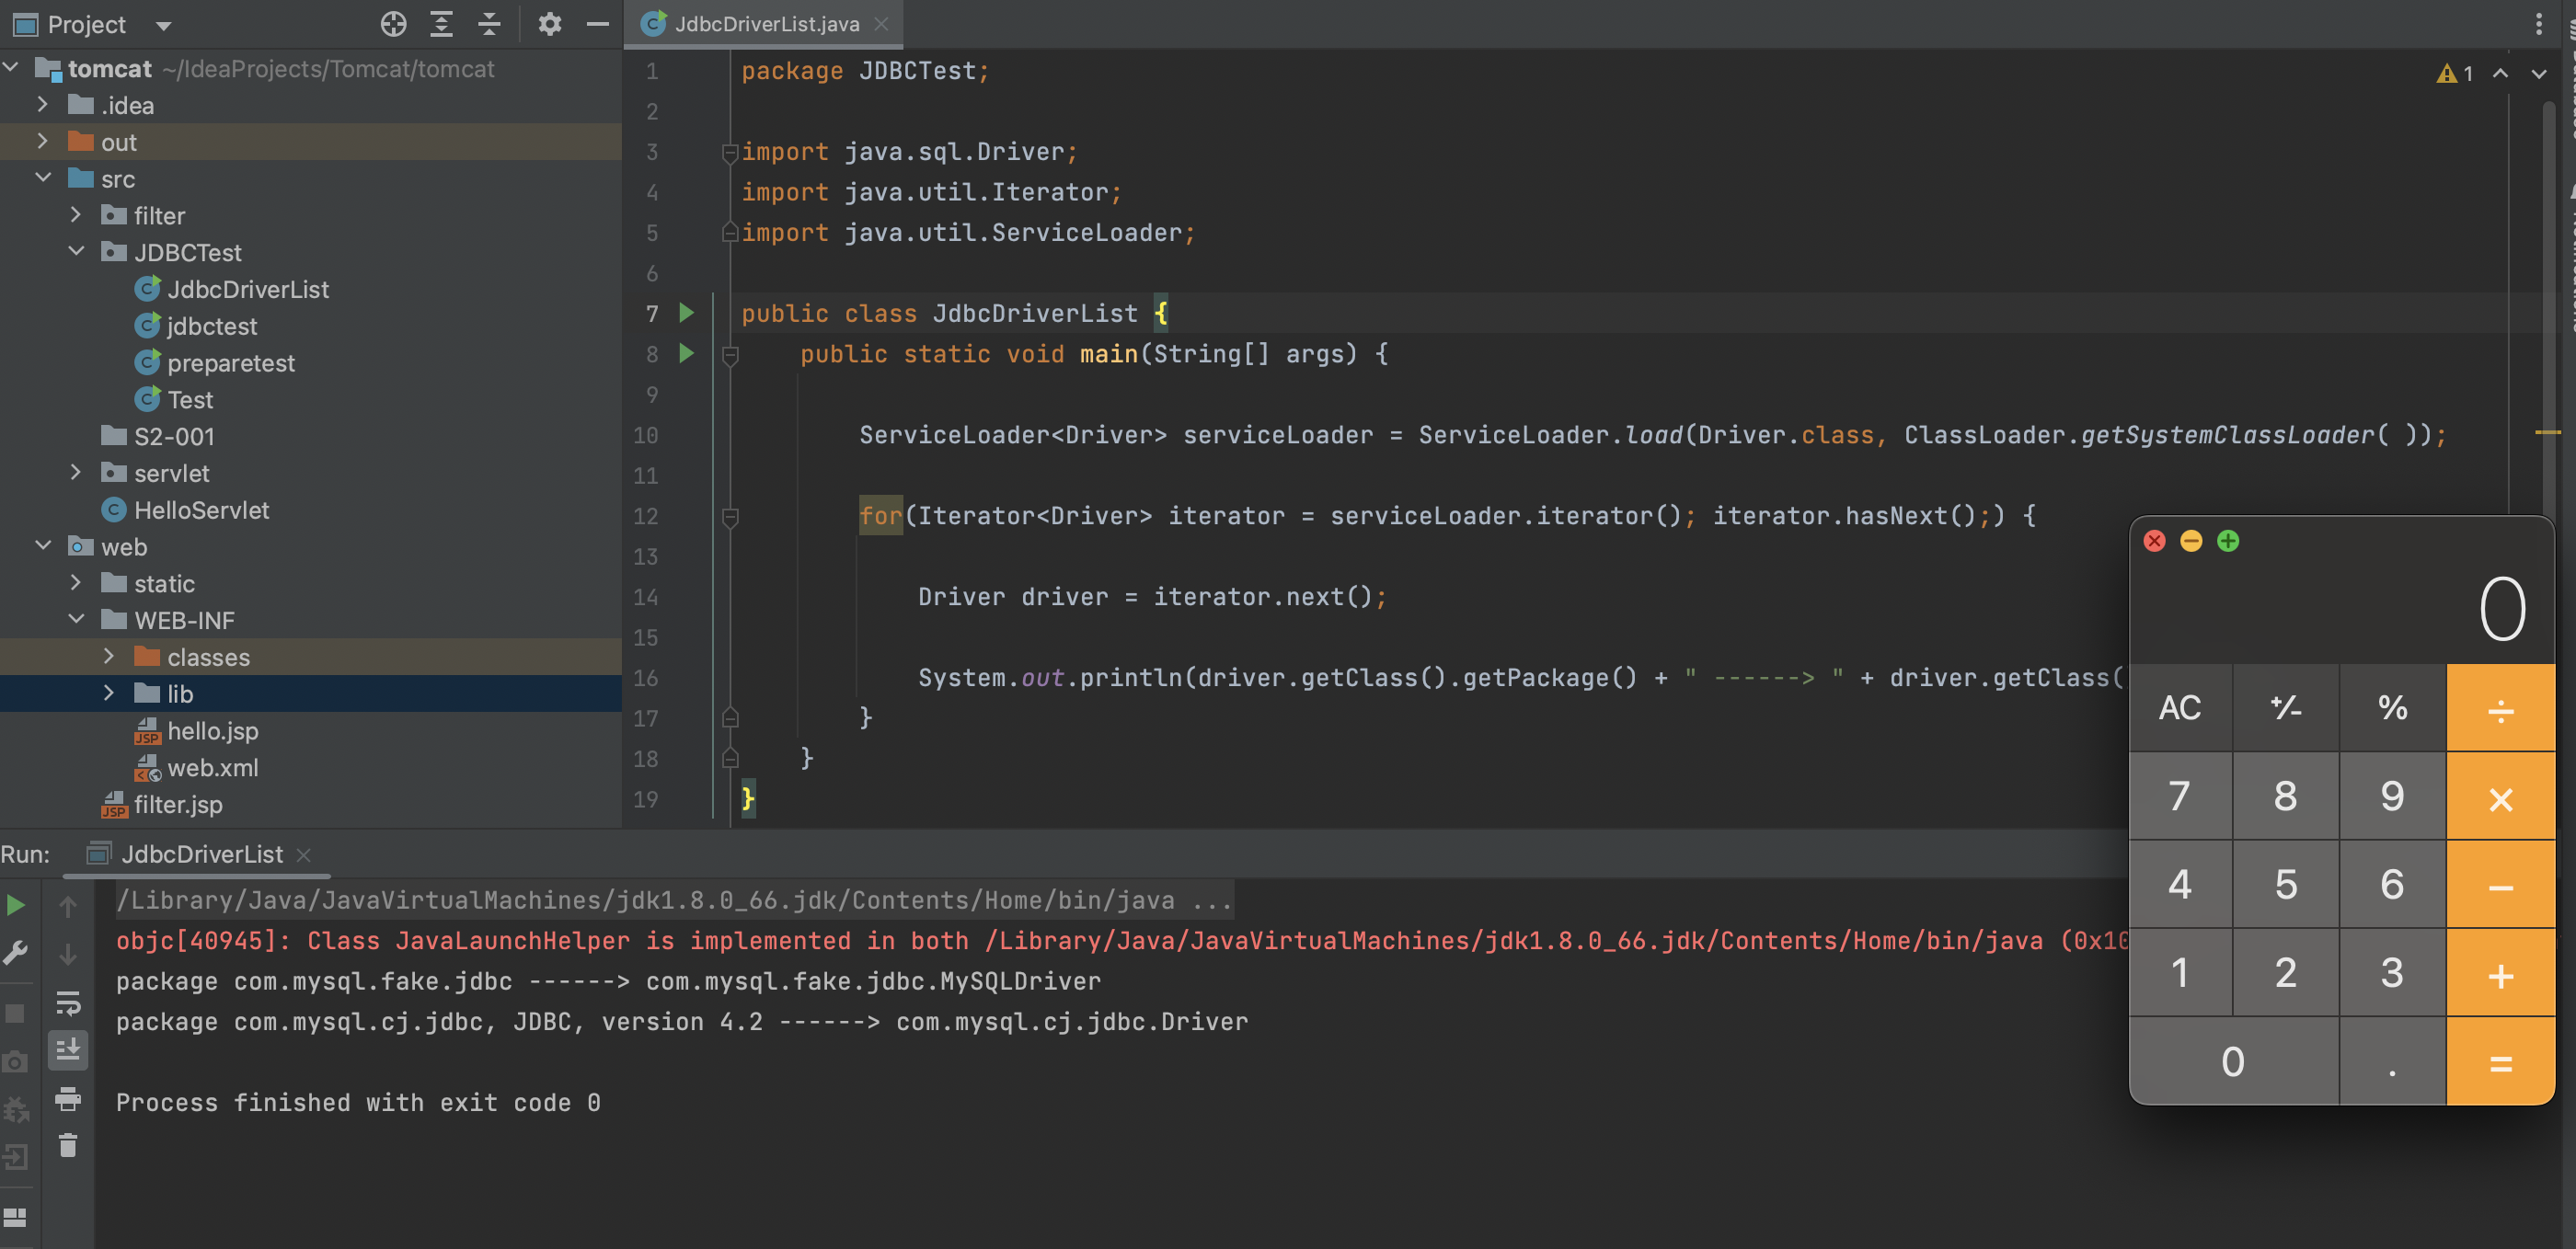 Project
JdbcDriverList.java
tomcat ~/IdeaProjects/Tomcat/tomcat
.idea
out
src
filter
JDBCTest
JdbcDriverList
jdbctest
preparetest
Test
S2-001
servlet
HelloServlet
web
static
WEB-INF
classes
lib
hello.jsp
web.xml
filter.jsp
1 package JDBCTest;
2
3 import java.sql.Driver;
4 import java.util.Iterator;
5 import java.util.ServiceLoader;
6
7 public class JdbcDriverList {
8 public static void main(String[] args) {
9
10 ServiceLoader<Driver> serviceLoader = ServiceLoader.load(Driver.class, ClassLoader.getSystemClassLoader( ));
11
12 for(Iterator<Driver> iterator = serviceLoader.iterator(); iterator.hasNext();) {
13
14 Driver driver = iterator.next();
15
16 System.out.println(driver.getClass().getPackage() + " ------> " + driver.getClass(
17 }
18 }
19 }
1
0
AC +/- % ÷
7 8 9 ×
4 5 6 −
1 2 3 +
0 . =
Run: JdbcDriverList
/Library/Java/JavaVirtualMachines/jdk1.8.0_66.jdk/Contents/Home/bin/java ...
objc[40945]: Class JavaLaunchHelper is implemented in both /Library/Java/JavaVirtualMachines/jdk1.8.0_66.jdk/Contents/Home/bin/java (0x10
package com.mysql.fake.jdbc ------> com.mysql.fake.jdbc.MySQLDriver
package com.mysql.cj.jdbc, JDBC, version 4.2 ------> com.mysql.cj.jdbc.Driver
Process finished with exit code 0